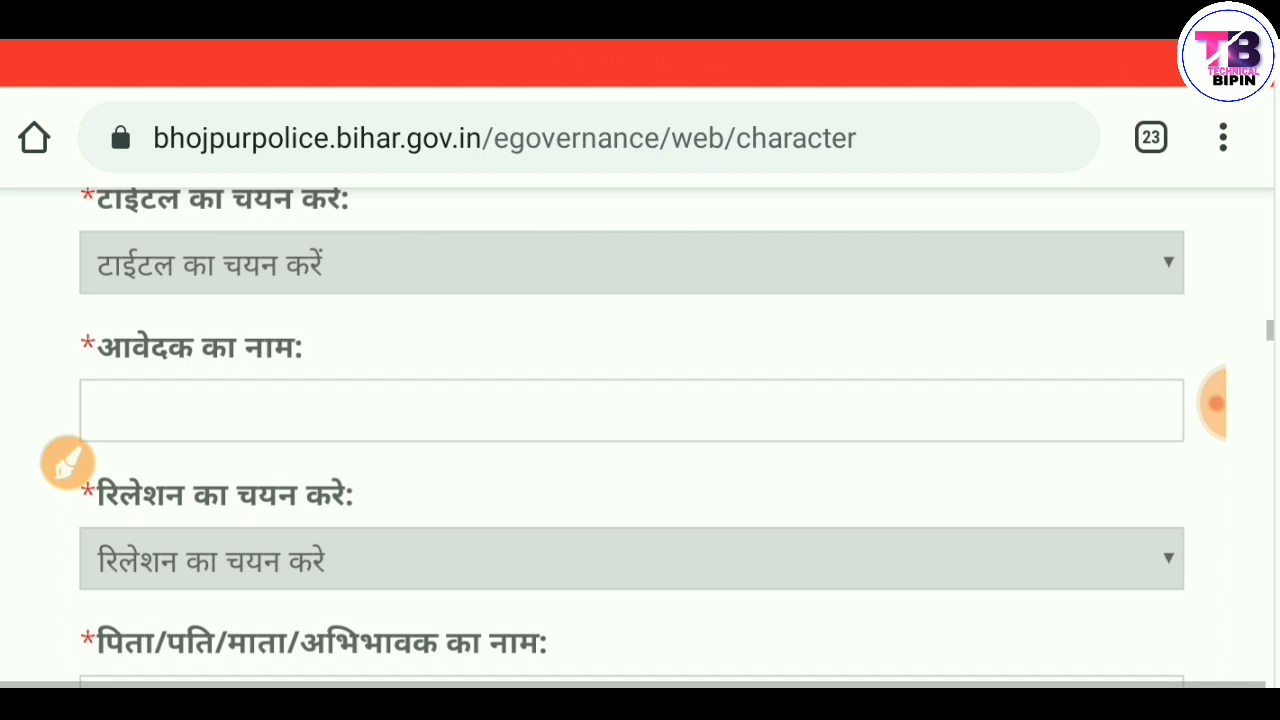 TB
TECHNICAL
BIPIN
bhojpurpolice.bihar.gov.in/egovernance/web/character
23
*टाईटल का चयन करे:
टाईटल का चयन करें
*आवेदक का नाम:
*रिलेशन का चयन करे:
रिलेशन का चयन करे
*पिता/पति/माता/अभिभावक का नाम: